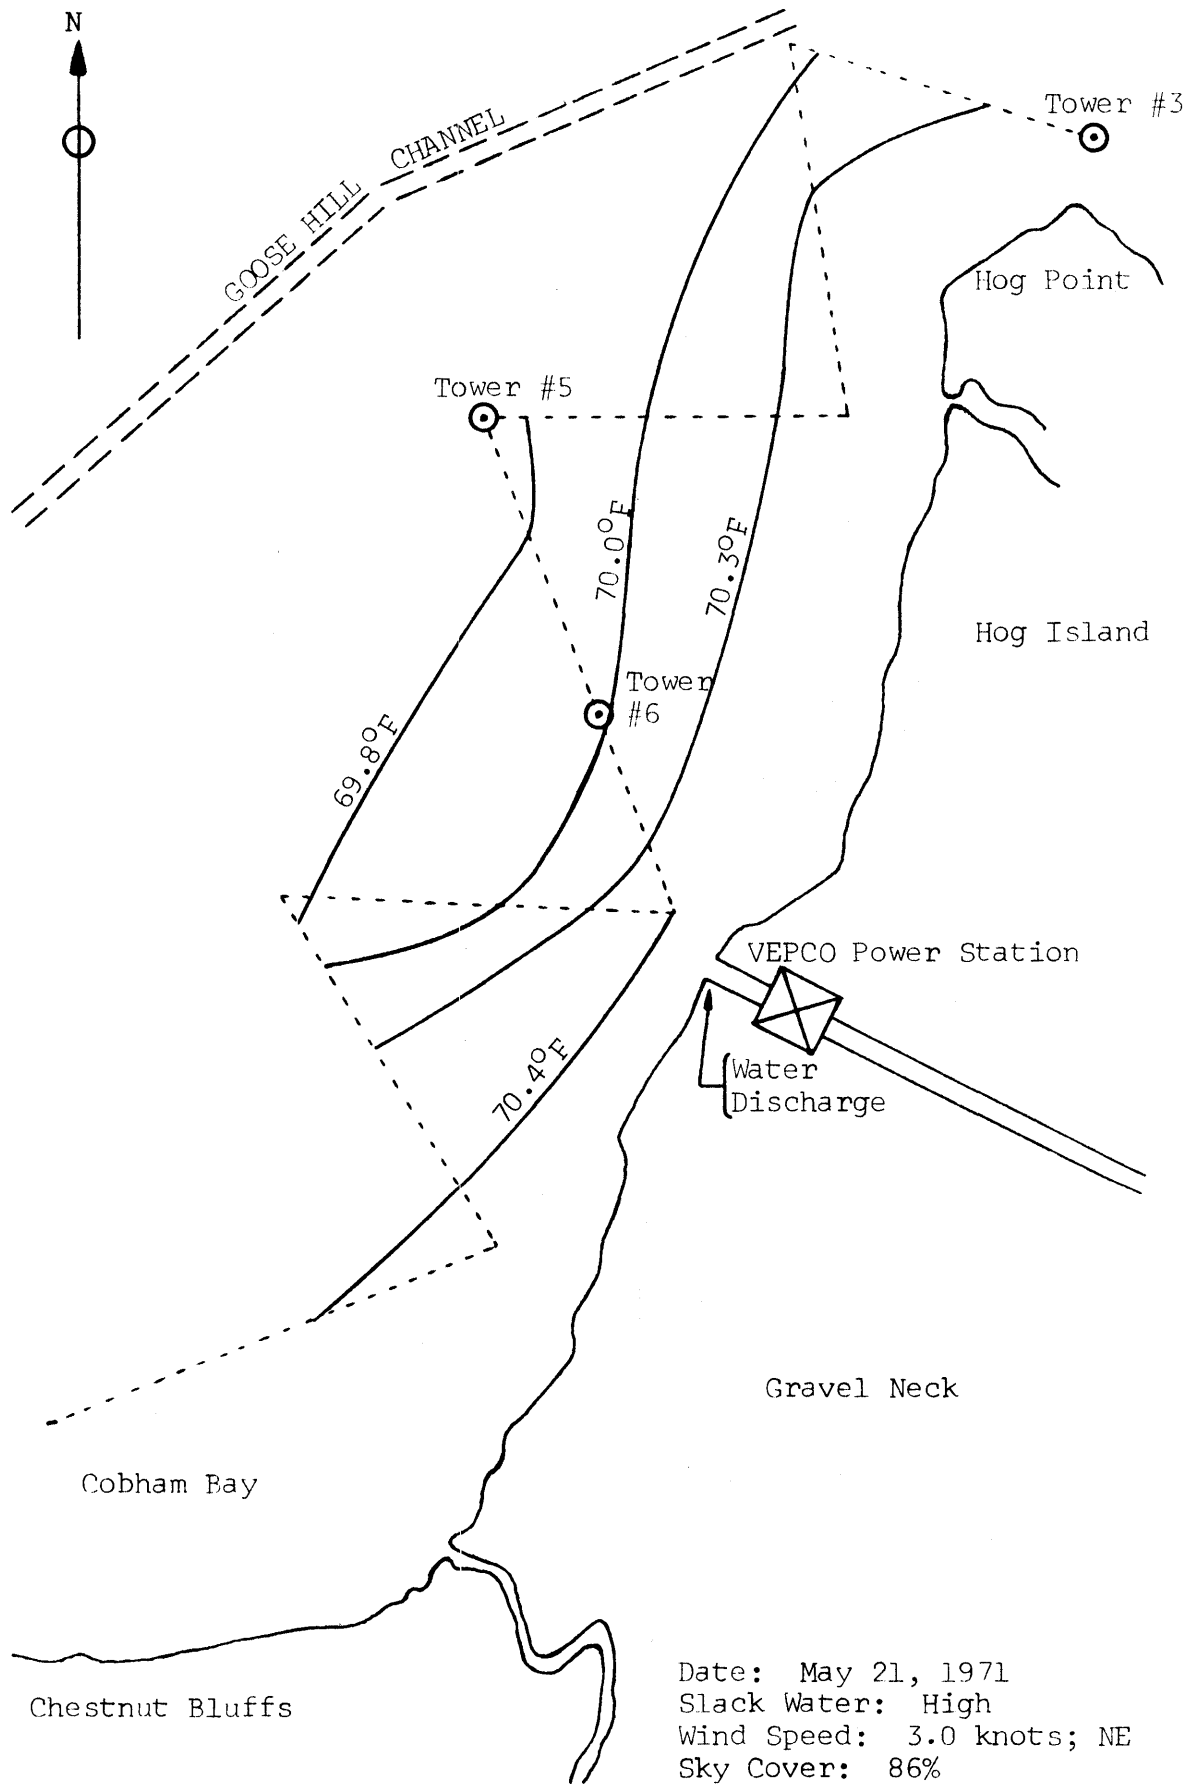 N
GOOSE HILL CHANNEL
Tower #3
Hog Point
Tower #5
70.0°F
70.3°F
Hog Island
Tower
#6
69.8°F
VEPCO Power Station
70.4°F
Water
Discharge
Gravel Neck
Cobham Bay
Chestnut Bluffs
Date: May 21, 1971
Slack Water: High
Wind Speed: 3.0 knots; NE
Sky Cover: 86%